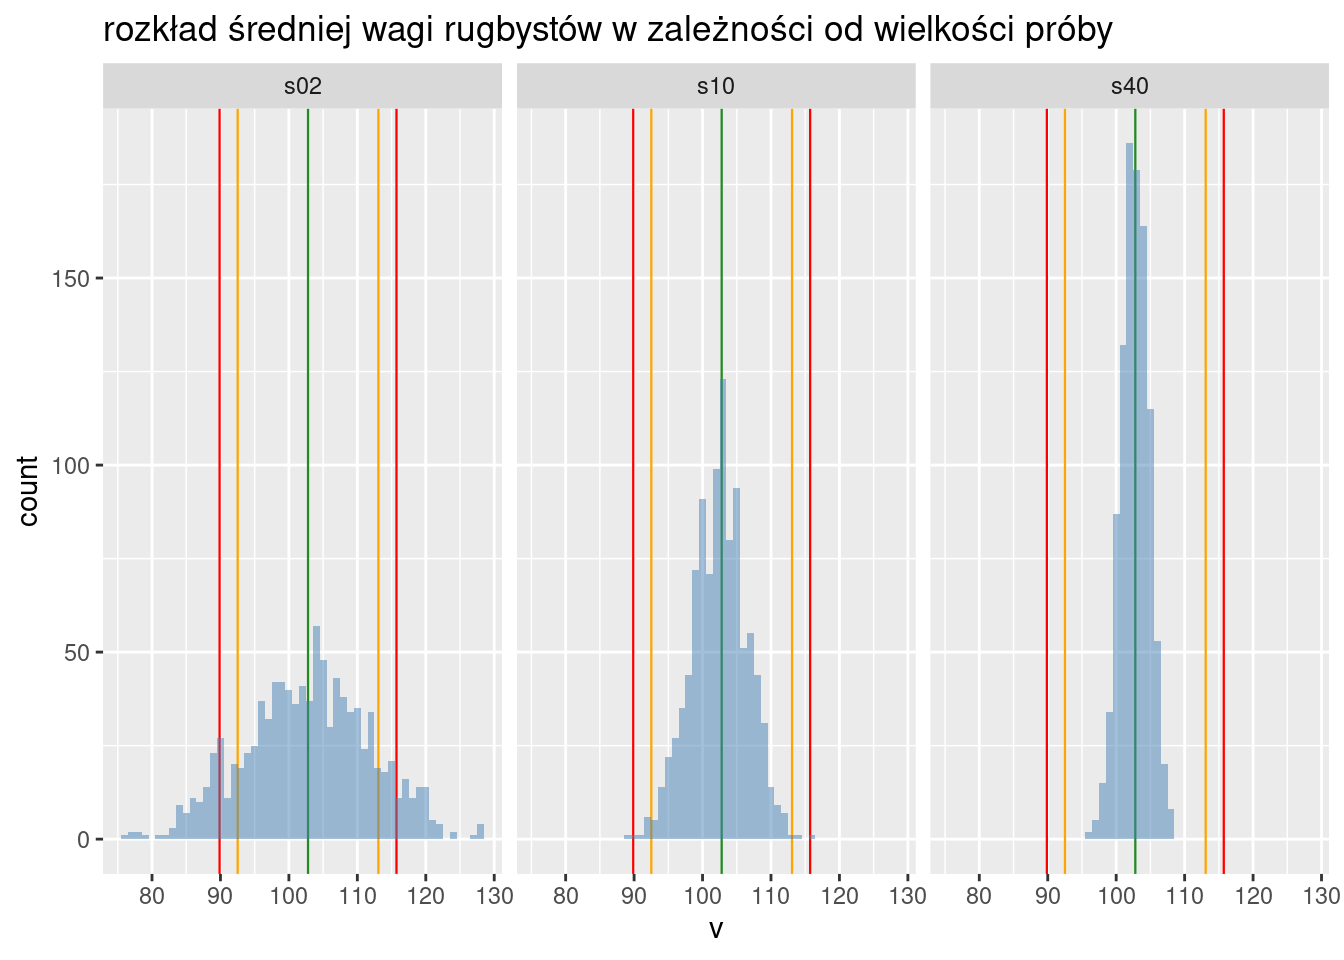 rozkład średniej wagi rugbystów w zależności od wielkości próby
s02 s10 s40
150
100
50
0
count
80 90 100 110 120 130 80 90 100 110 120 130 80 90 100 110 120 130
v